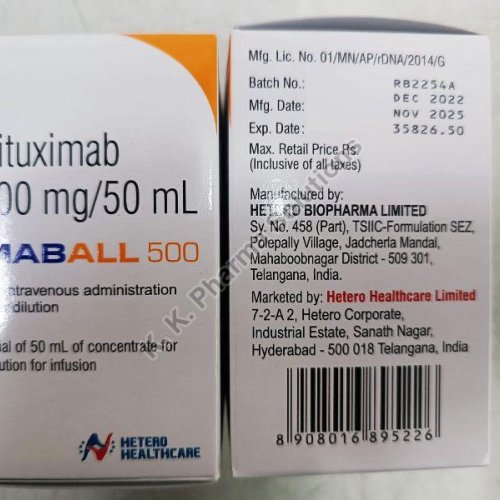 ituximab
00 mg/50 mL
MABALL 500
intravenous administration
dilution
ial of 50 mL of concentrate for
ution for infusion
HETERO
HEALTHCARE
Mfg. Lic. No. 01/MN/AP/rDNA/2014/G
Batch No.: RB2254A
Mfg. Date: DEC 2022
Exp. Date: NOV 2025
Max. Retail Price Rs. 35826.50
(Inclusive of all taxes)
Manufactured by:
HETERO BIOPHARMA LIMITED
Sy. No. 458 (Part), TSIIC-Formulation SEZ,
Polepally Village, Jadcherla Mandal,
Mahaboobnagar District - 509 301,
Telangana, India.
Marketed by: Hetero Healthcare Limited
7-2-A 2, Hetero Corporate,
Industrial Estate, Sanath Nagar,
Hyderabad - 500 018 Telangana, India
8 908016 895226
K. K. Pharma Solutions